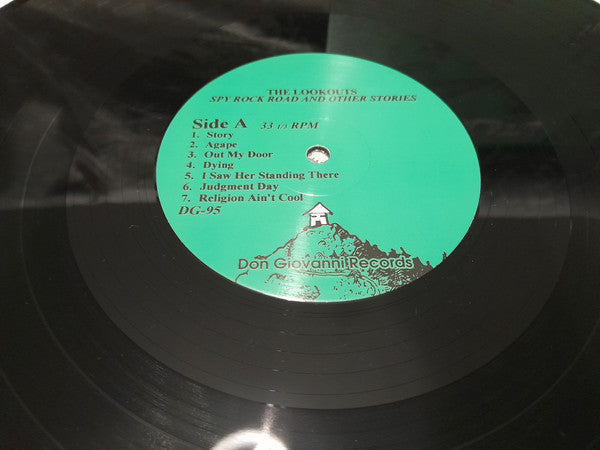 THE LOOKOUTS
SPY ROCK ROAD AND OTHER STORIES
Side A 33 1/3 RPM
1. Story
2. Agape
3. Out My Door
4. Dying
5. I Saw Her Standing There
6. Judgment Day
7. Religion Ain't Cool
DG-95
Don Giovanni Records